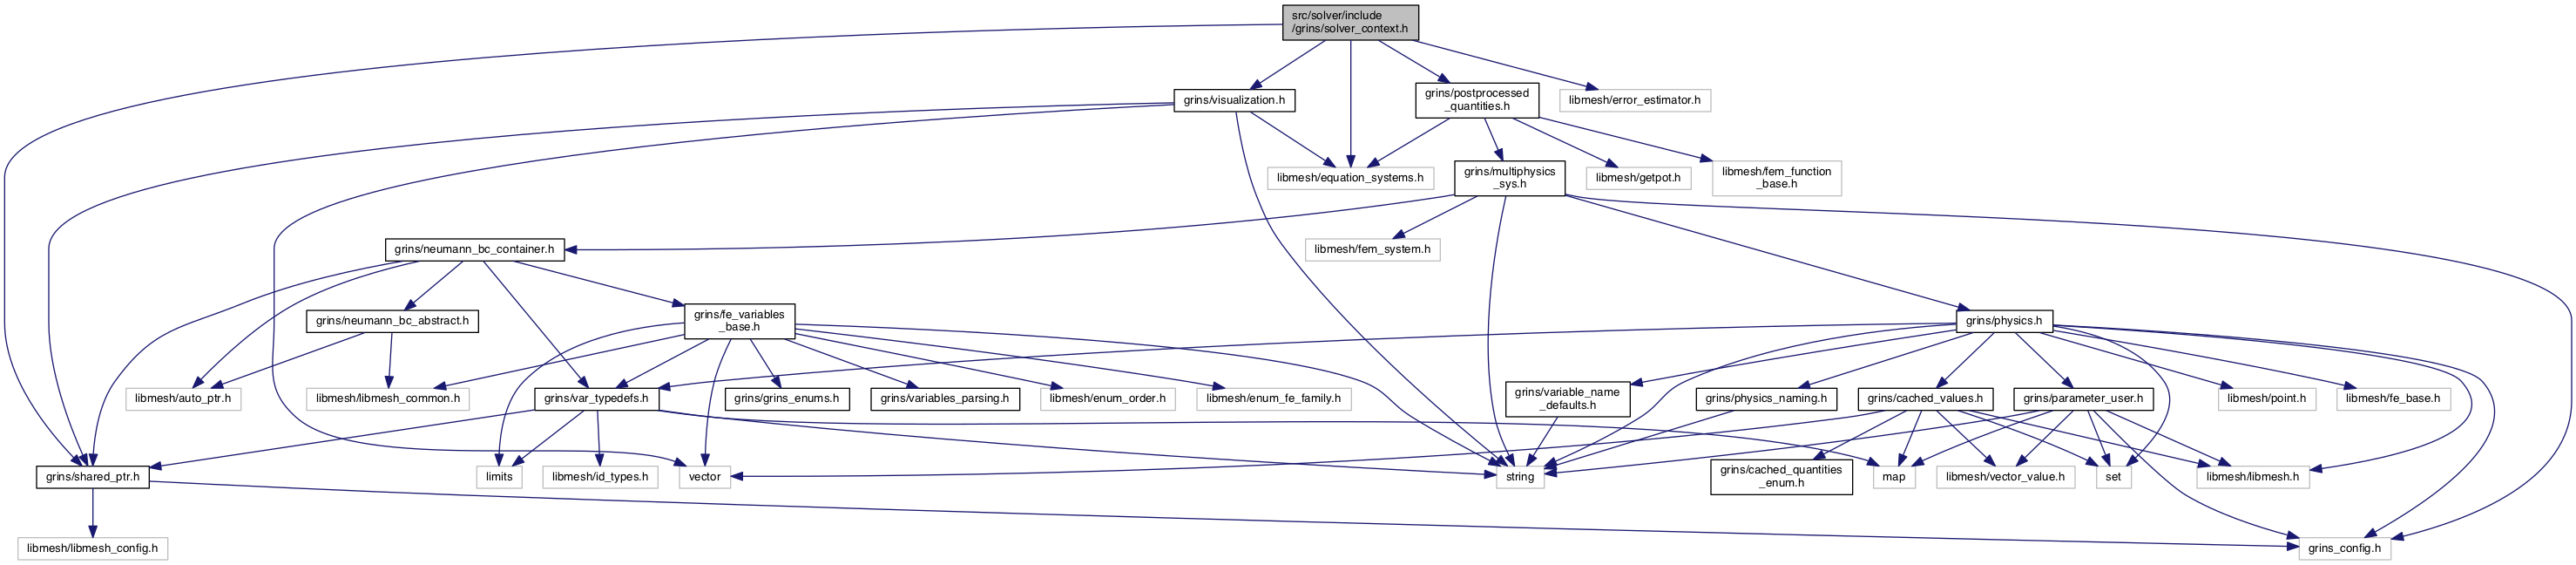 src/solver/include
/grins/solver_context.h
grins/visualization.h
grins/postprocessed
_quantities.h
libmesh/error_estimator.h
libmesh/equation_systems.h
grins/multiphysics
_sys.h
libmesh/getpot.h
libmesh/fem_function
_base.h
grins/neumann_bc_container.h
libmesh/fem_system.h
grins/neumann_bc_abstract.h
grins/fe_variables
_base.h
grins/physics.h
libmesh/auto_ptr.h
libmesh/libmesh_common.h
grins/var_typedefs.h
grins/grins_enums.h
grins/variables_parsing.h
libmesh/enum_order.h
libmesh/enum_fe_family.h
grins/variable_name
_defaults.h
grins/physics_naming.h
grins/cached_values.h
grins/parameter_user.h
libmesh/point.h
libmesh/fe_base.h
grins/shared_ptr.h
limits
libmesh/id_types.h
vector
string
grins/cached_quantities
_enum.h
map
libmesh/vector_value.h
set
libmesh/libmesh.h
libmesh/libmesh_config.h
grins_config.h